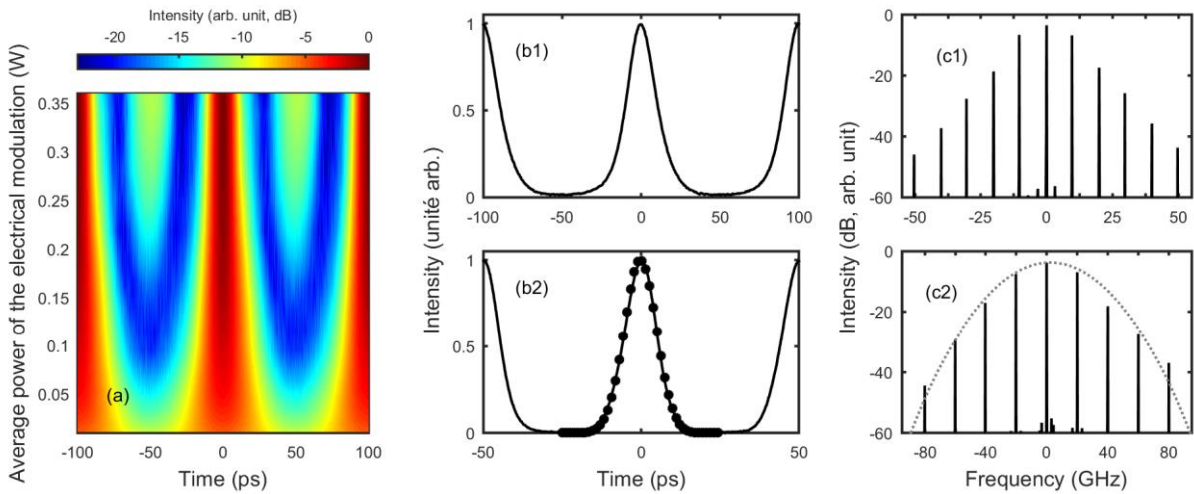 Intensity (arb. unit, dB)
-20 -10 0
Average power of the electrical modulation (W)
0.35
0.3
0.25
0.2
0.15
0.1
0.05
(a)
-100 -50 0 50 100
Time (ps)
Intensity (unité arb.)
1
0.5
0
(b1)
-100 -50 0 50 100
1
0.5
0
(b2)
-50 0 50
Time (ps)
Intensity (dB, arb. unit)
0
-20
-40
-60
(c1)
-50 -25 0 25 50
0
-20
-40
-60
(c2)
-80 -40 0 40 80
Frequency (GHz)